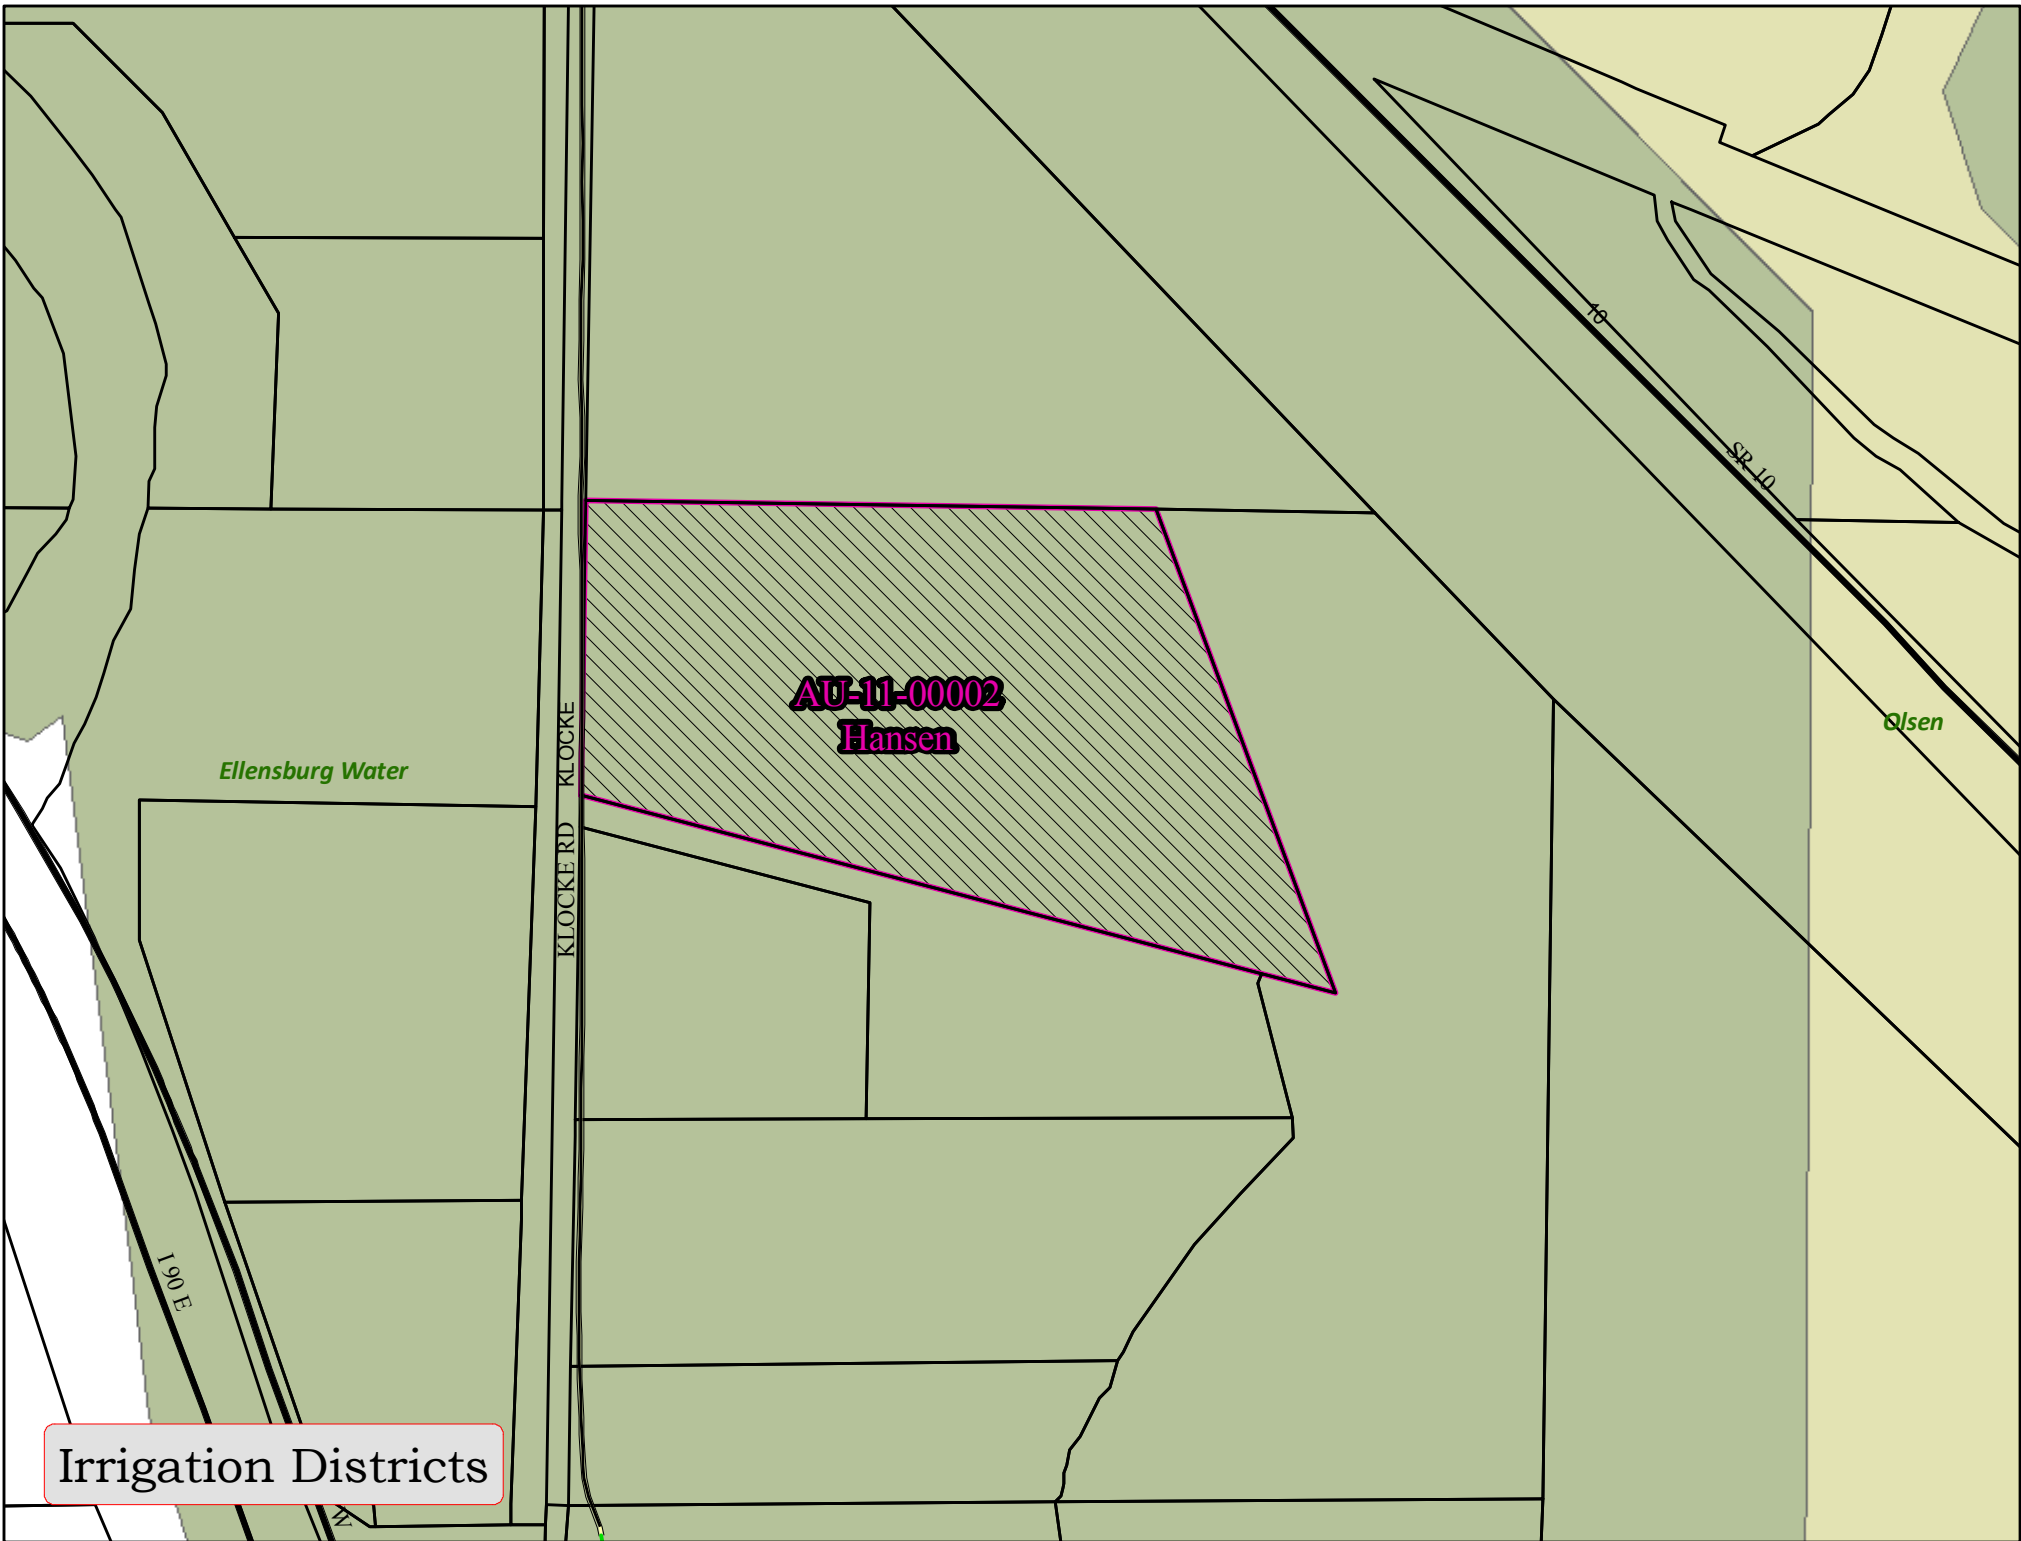 10
SR 10
AU-11-00002
Hansen
Olsen
KLOCKE
Ellensburg Water
KLOCKE RD
I 90 E
Irrigation Districts
W